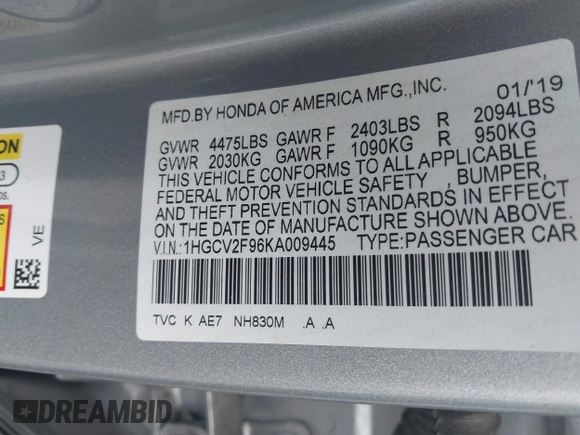 MFD.BY HONDA OF AMERICA MFG.,INC. 01/'19
GVWR 4475LBS GAWR F 2403LBS R 2094LBS
GVWR 2030KG GAWR F 1090KG R 950KG
THIS VEHICLE CONFORMS TO ALL APPLICABLE
FEDERAL MOTOR VEHICLE SAFETY , BUMPER,
AND THEFT PREVENTION STANDARDS IN EFFECT
ON THE DATE OF MANUFACTURE SHOWN ABOVE.
V.I.N.: 1HGCV2F96KA009445 TYPE:PASSENGER CAR
TVC K AE7 NH830M .A .A
VE
DREAMBID